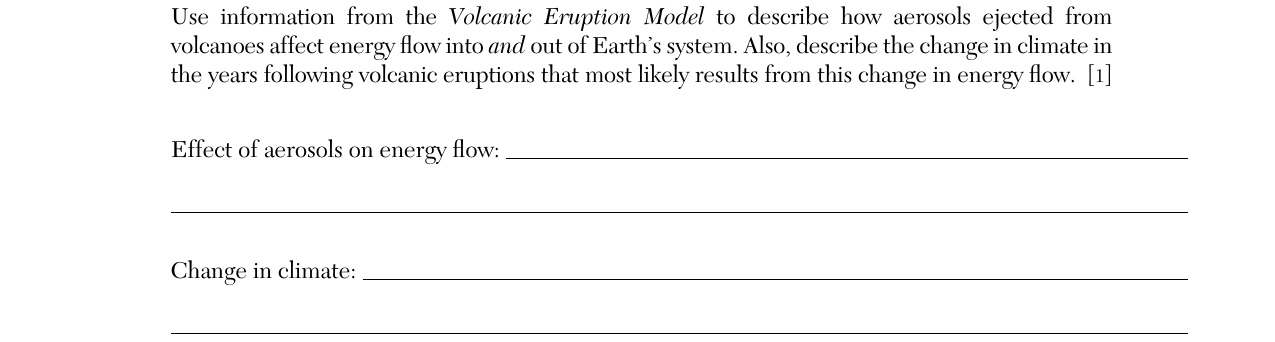 Use information from the Volcanic Eruption Model to describe how aerosols ejected from
volcanoes affect energy flow into and out of Earth’s system. Also, describe the change in climate in
the years following volcanic eruptions that most likely results from this change in energy flow. [1]
Effect of aerosols on energy flow:
Change in climate: